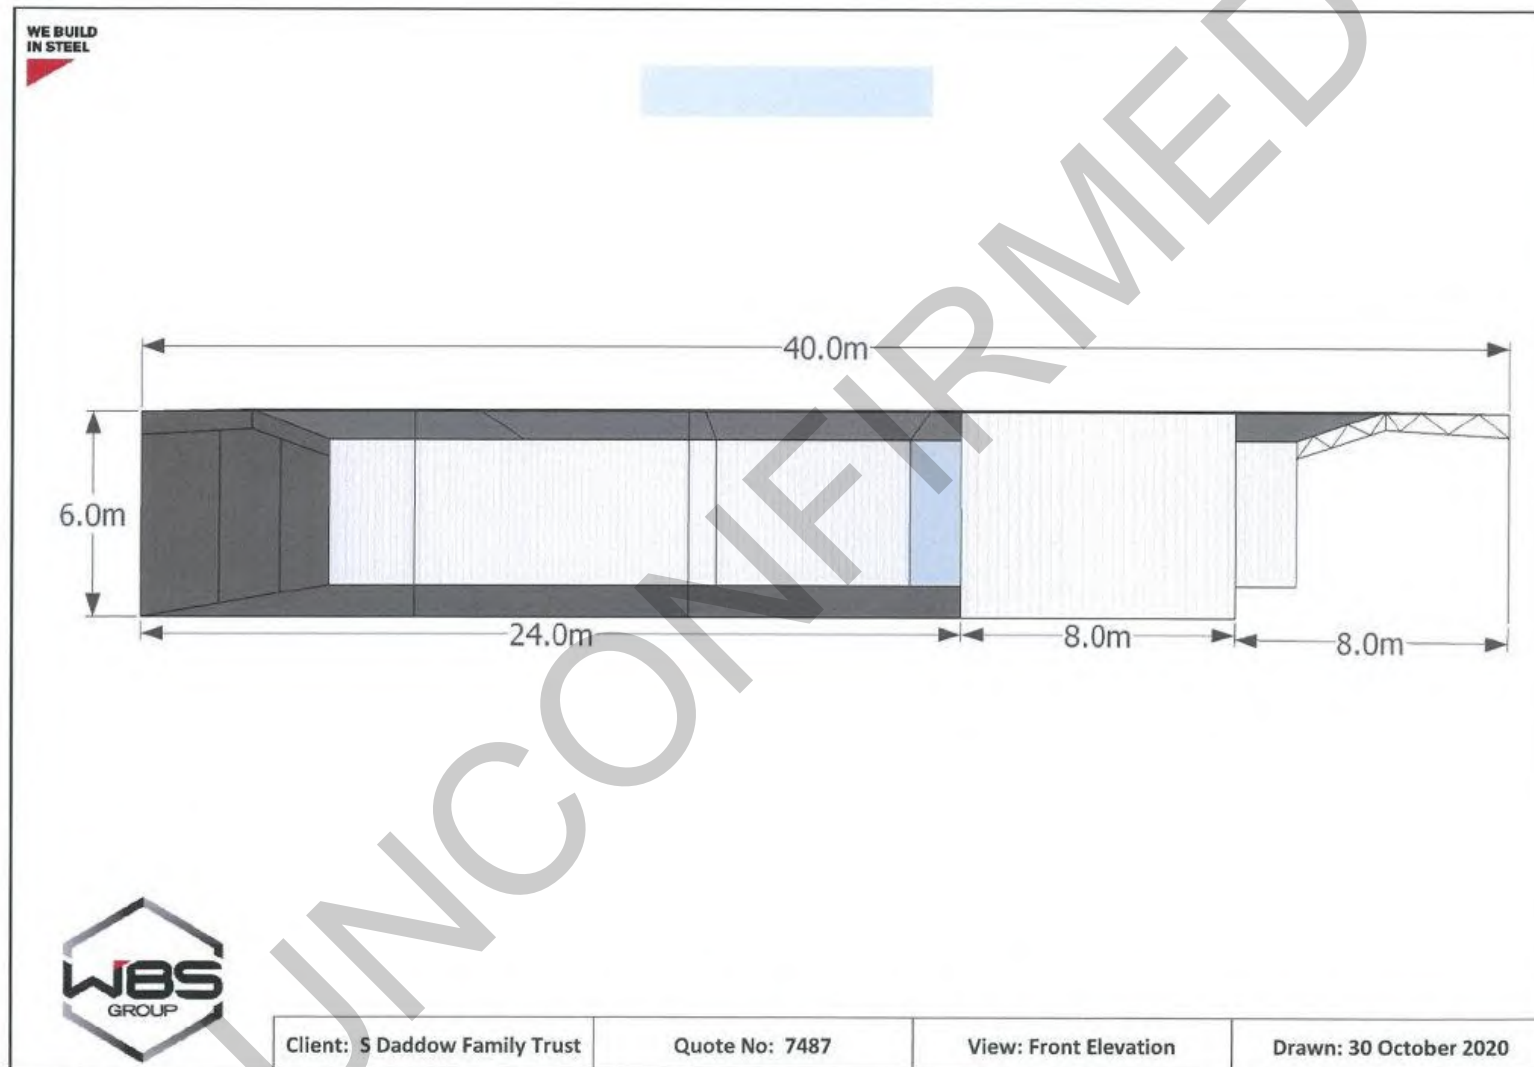 WE BUILD
IN STEEL
40.0m
6.0m
24.0m
8.0m
8.0m
UNCONFIRMED
WBS
GROUP
Client: S Daddow Family Trust
Quote No: 7487
View: Front Elevation
Drawn: 30 October 2020